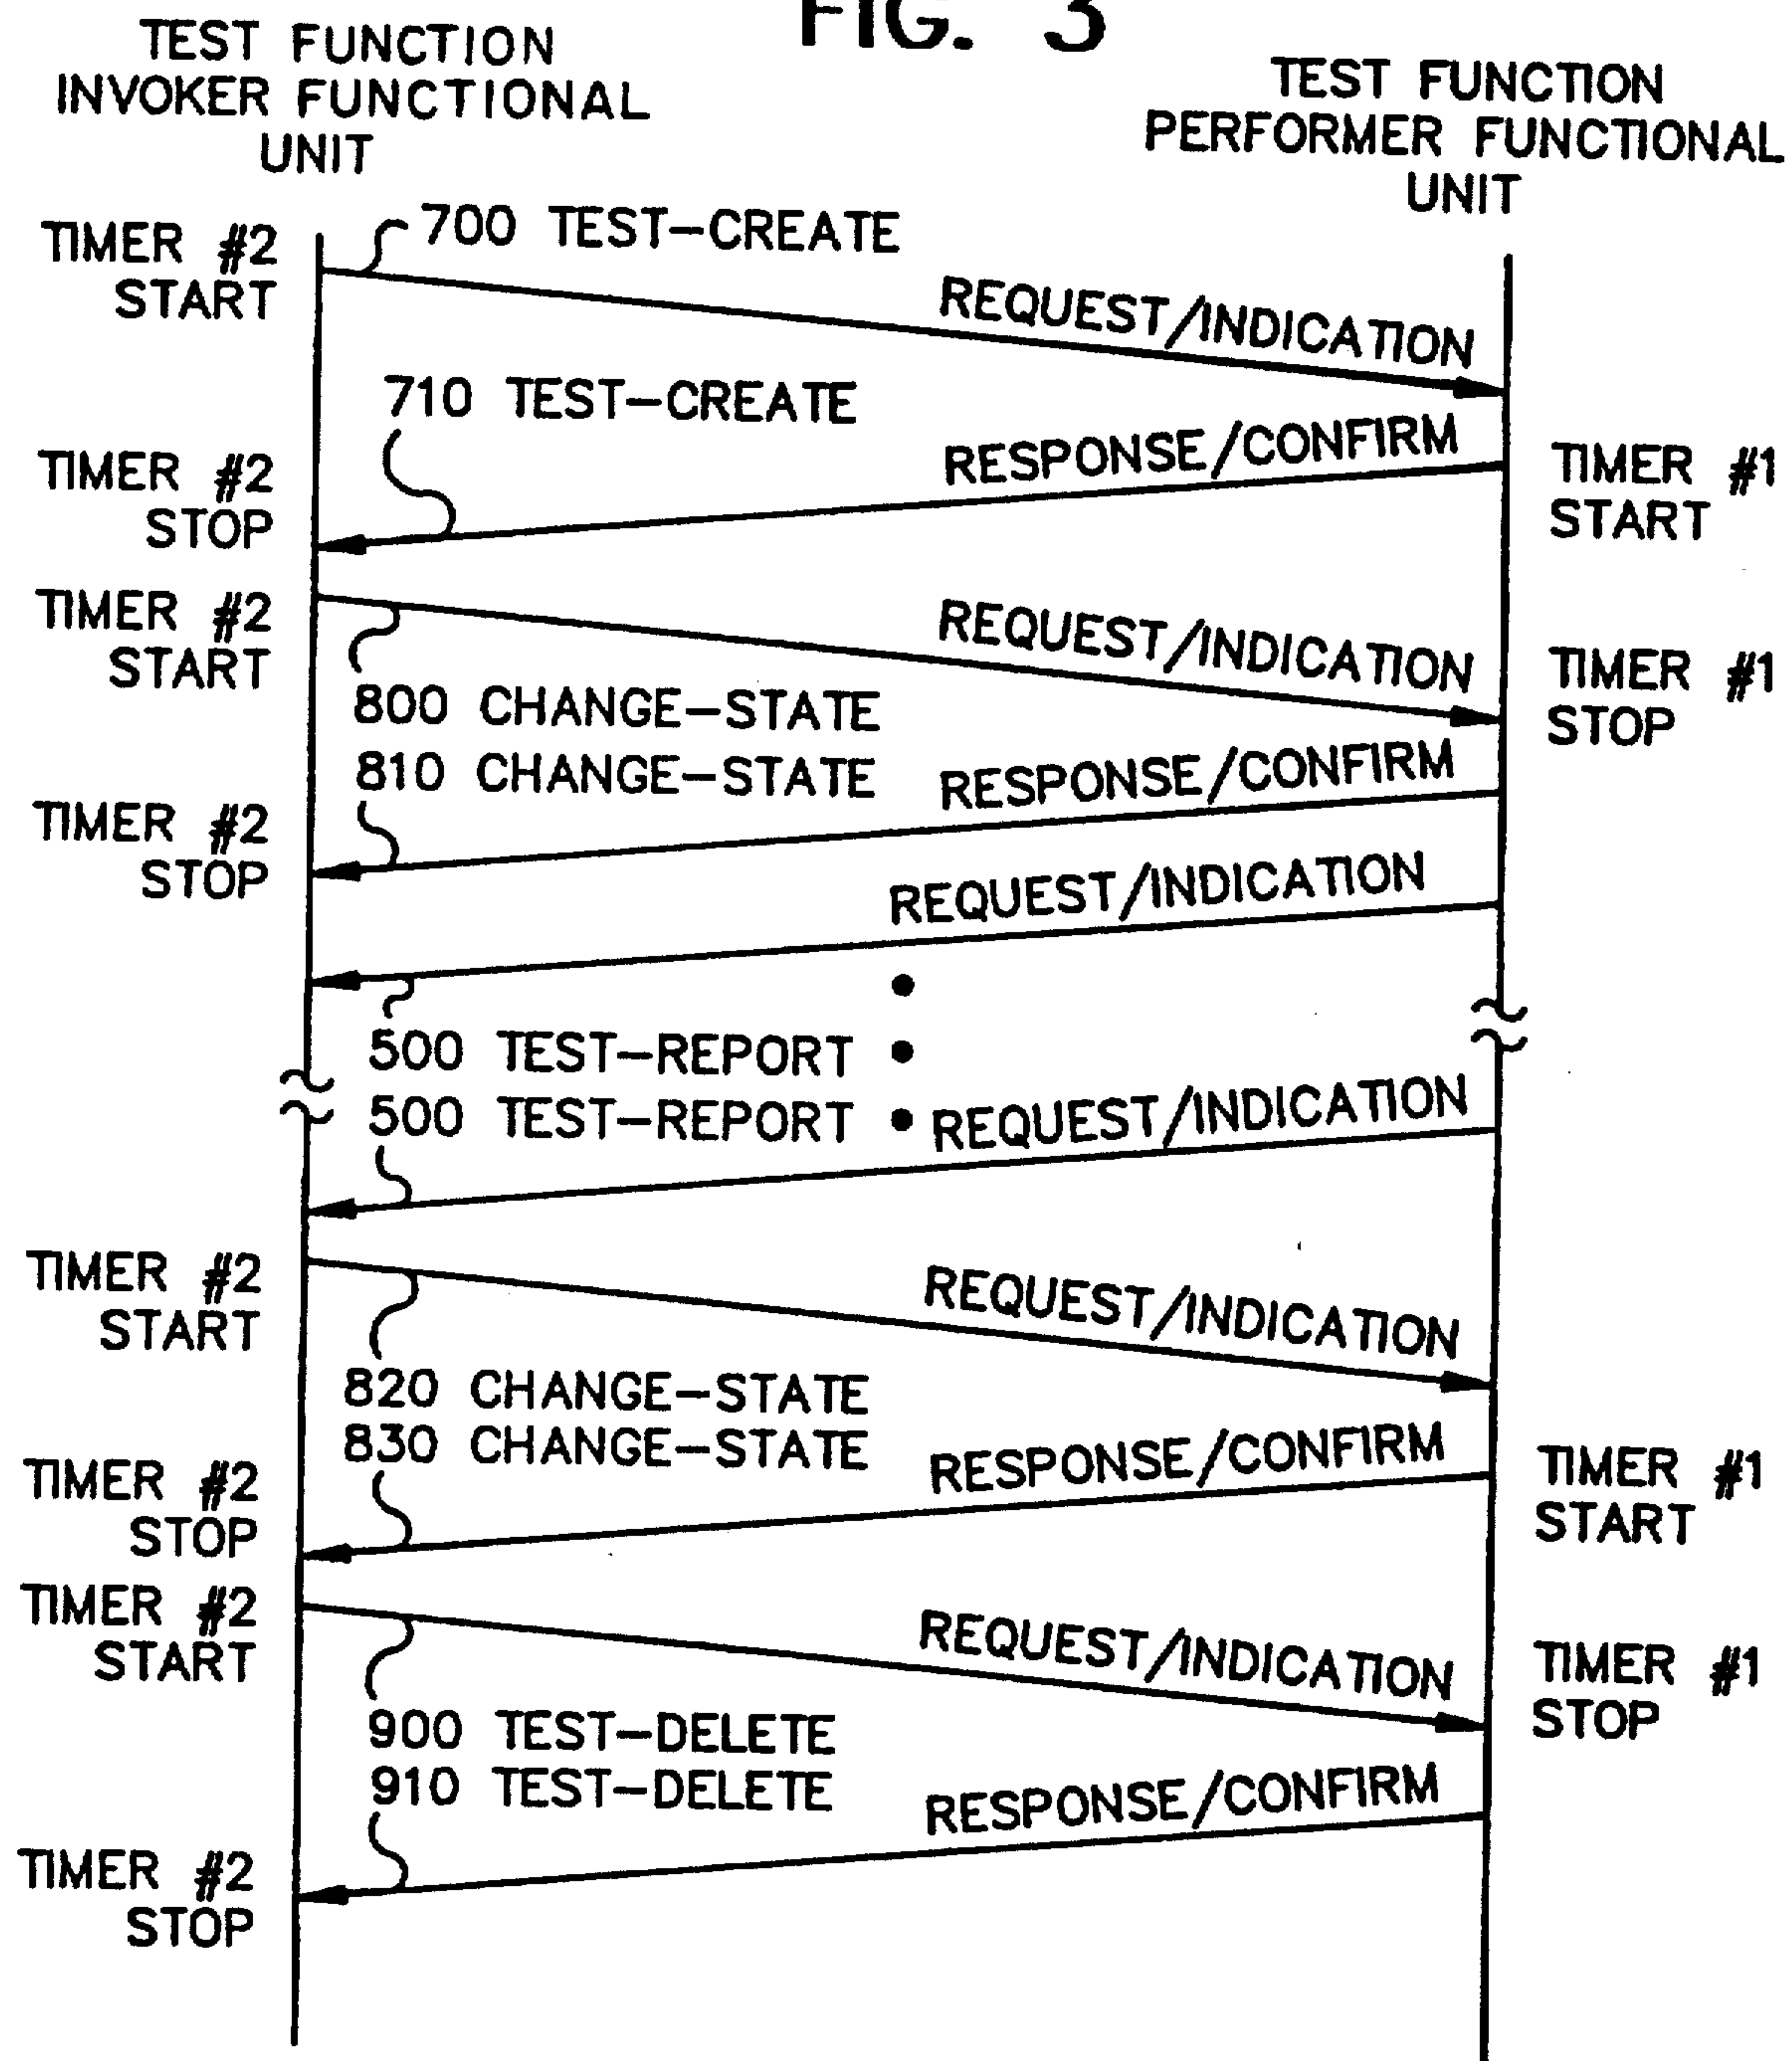 FIG. 3
TEST FUNCTION
INVOKER FUNCTIONAL
UNIT
TEST FUNCTION
PERFORMER FUNCTIONAL
UNIT
TIMER #2
START
700 TEST-CREATE
REQUEST/INDICATION
710 TEST-CREATE
RESPONSE/CONFIRM
TIMER #2
STOP
TIMER #1
START
TIMER #2
START
REQUEST/INDICATION
TIMER #1
STOP
800 CHANGE-STATE
810 CHANGE-STATE
RESPONSE/CONFIRM
TIMER #2
STOP
REQUEST/INDICATION
500 TEST-REPORT
500 TEST-REPORT
REQUEST/INDICATION
TIMER #2
START
REQUEST/INDICATION
820 CHANGE-STATE
830 CHANGE-STATE
RESPONSE/CONFIRM
TIMER #2
STOP
TIMER #1
START
TIMER #2
START
REQUEST/INDICATION
TIMER #1
STOP
900 TEST-DELETE
910 TEST-DELETE
RESPONSE/CONFIRM
TIMER #2
STOP